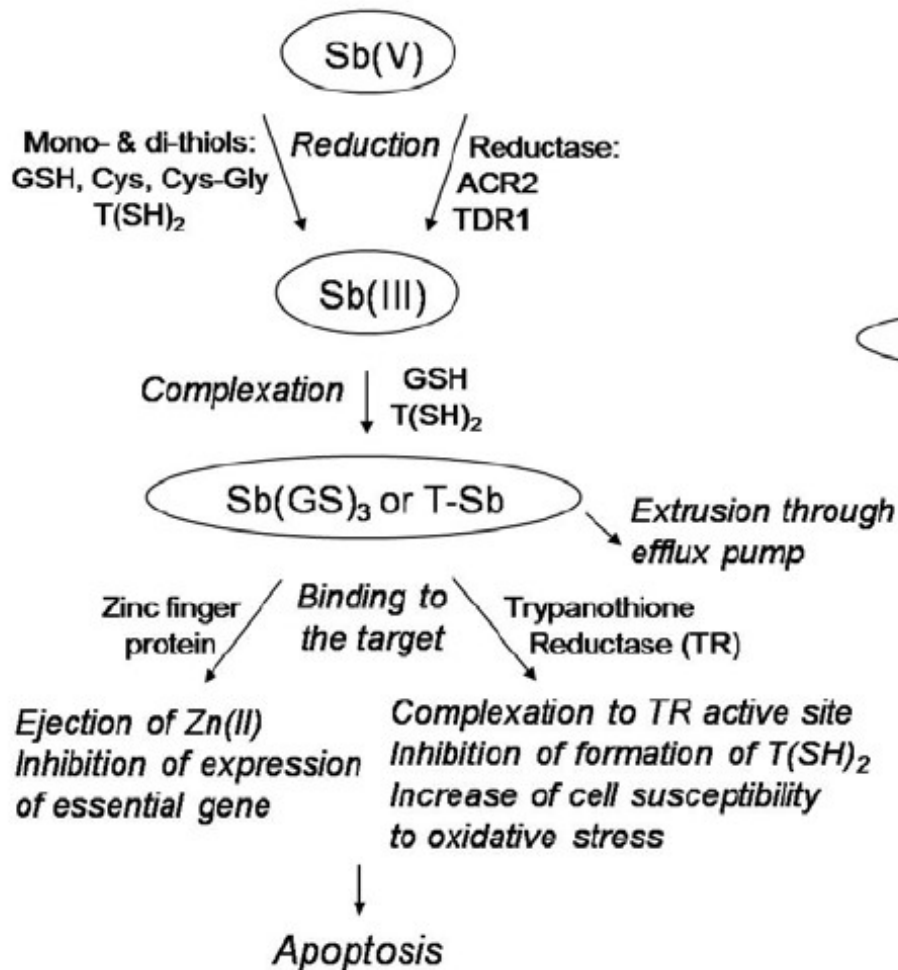 Sb(V)
Mono- & di-thiols:
GSH, Cys, Cys-Gly
T(SH)₂
Reduction
Reductase:
ACR2
TDR1
Sb(III)
Complexation
GSH
T(SH)₂
Sb(GS)₃ or T-Sb
Extrusion through
efflux pump
Zinc finger
protein
Binding to
the target
Trypanothione
Reductase (TR)
Ejection of Zn(II)
Inhibition of expression
of essential gene
Complexation to TR active site
Inhibition of formation of T(SH)₂
Increase of cell susceptibility
to oxidative stress
Apoptosis